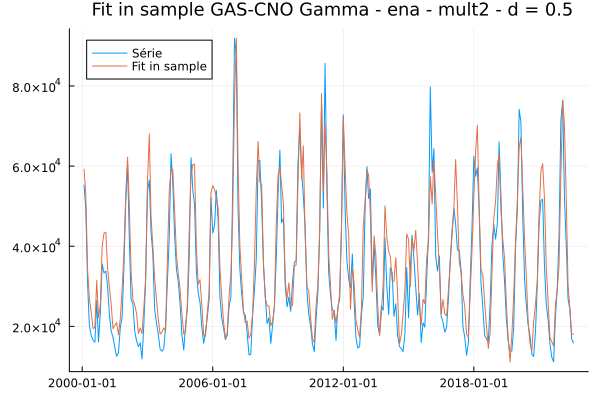 Fit in sample GAS-CNO Gamma - ena - mult2 - d = 0.5
Série
Fit in sample
8.0×10⁴
6.0×10⁴
4.0×10⁴
2.0×10⁴
2000-01-01 2006-01-01 2012-01-01 2018-01-01